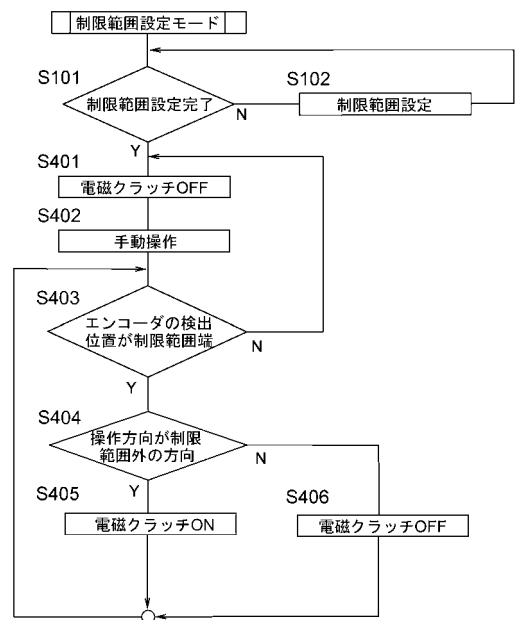 制限範囲設定モード
S101
制限範囲設定完了
N
Y
S102
制限範囲設定
S401
電磁クラッチOFF
S402
手動操作
S403
エンコーダの検出
位置が制限範囲端
N
Y
S404
操作方向が制限
範囲外の方向
N
Y
S405
電磁クラッチON
S406
電磁クラッチOFF